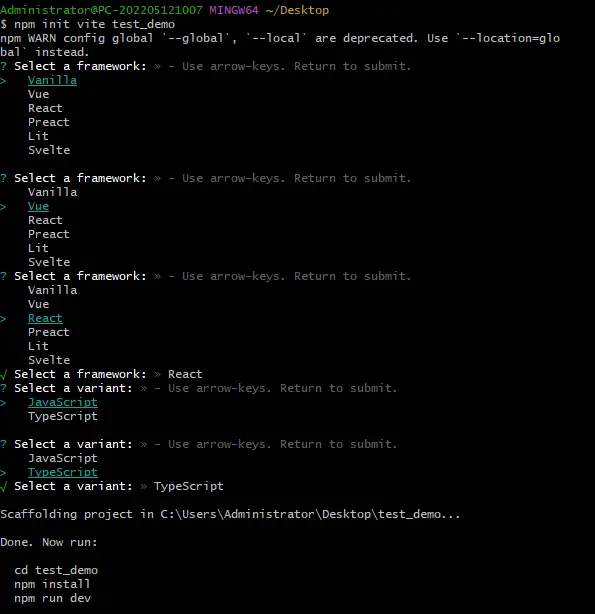 Administrator@PC-202205121007 MINGW64 ~/Desktop
$ npm init vite test_demo
npm WARN config global `--global`, `--local` are deprecated. Use `--location=glo
bal` instead.
? Select a framework: » - Use arrow-keys. Return to submit.
>   Vanilla
    Vue
    React
    Preact
    Lit
    Svelte
? Select a framework: » - Use arrow-keys. Return to submit.
    Vanilla
>   Vue
    React
    Preact
    Lit
    Svelte
? Select a framework: » - Use arrow-keys. Return to submit.
    Vanilla
    Vue
>   React
    Preact
    Lit
    Svelte
√ Select a framework: » React
? Select a variant: » - Use arrow-keys. Return to submit.
>   JavaScript
    TypeScript
? Select a variant: » - Use arrow-keys. Return to submit.
    JavaScript
>   TypeScript
√ Select a variant: » TypeScript
Scaffolding project in C:\Users\Administrator\Desktop\test_demo...
Done. Now run:
  cd test_demo
  npm install
  npm run dev